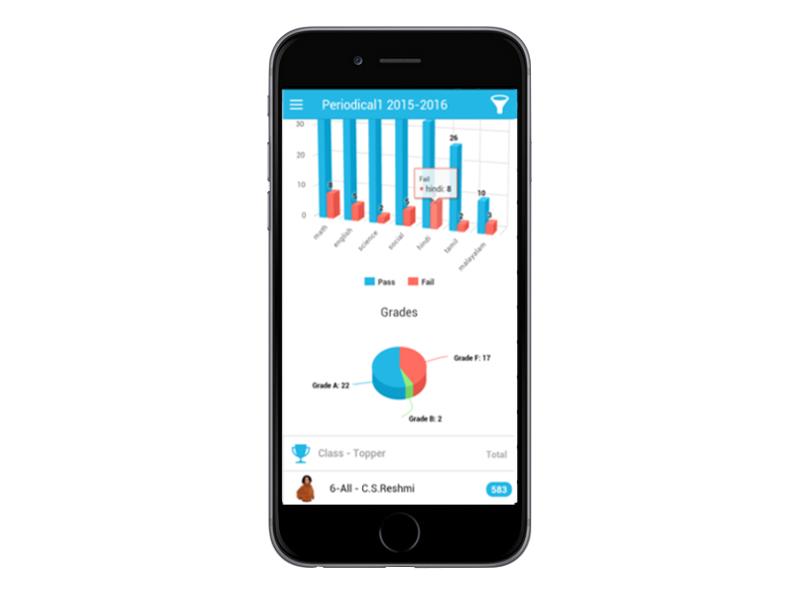 Periodical1 2015-2016
30
20
10
0
8
5
2
5
26
2
10
3
Fail
hindi: 8
math
english
science
social
hindi
tamil
malayalam
Pass
Fail
Grades
Grade F: 17
Grade A: 22
Grade B: 2
Class - Topper
Total
6-All - C.S.Reshmi
583